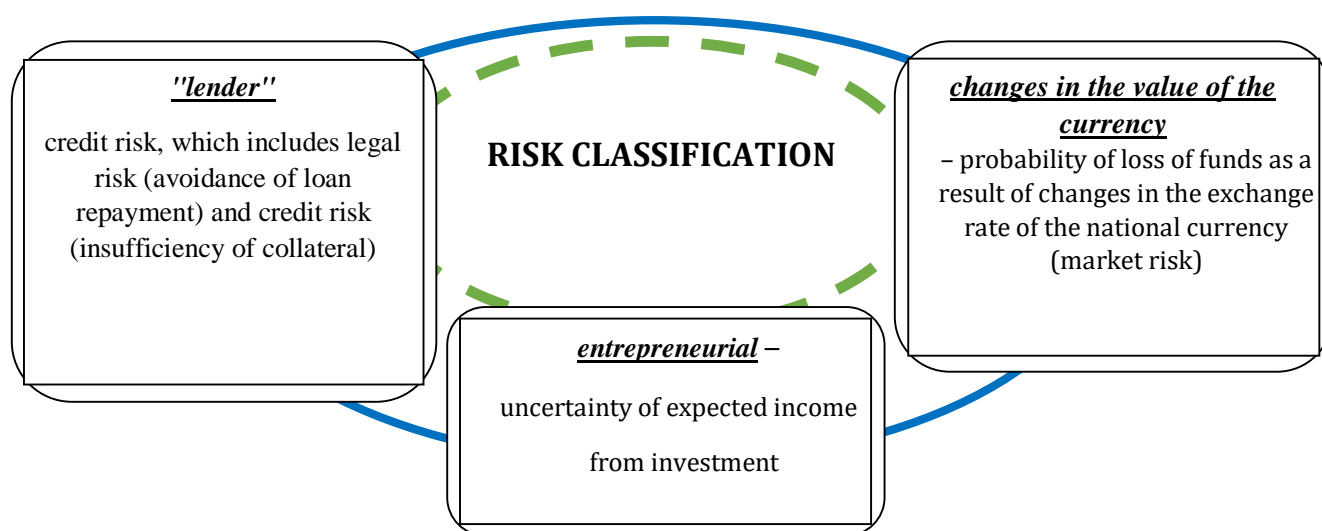 "lender"
credit risk, which includes legal
risk (avoidance of loan
repayment) and credit risk
(insufficiency of collateral)
RISK CLASSIFICATION
changes in the value of the
currency
– probability of loss of funds as a
result of changes in the exchange
rate of the national currency
(market risk)
entrepreneurial –
uncertainty of expected income
from investment